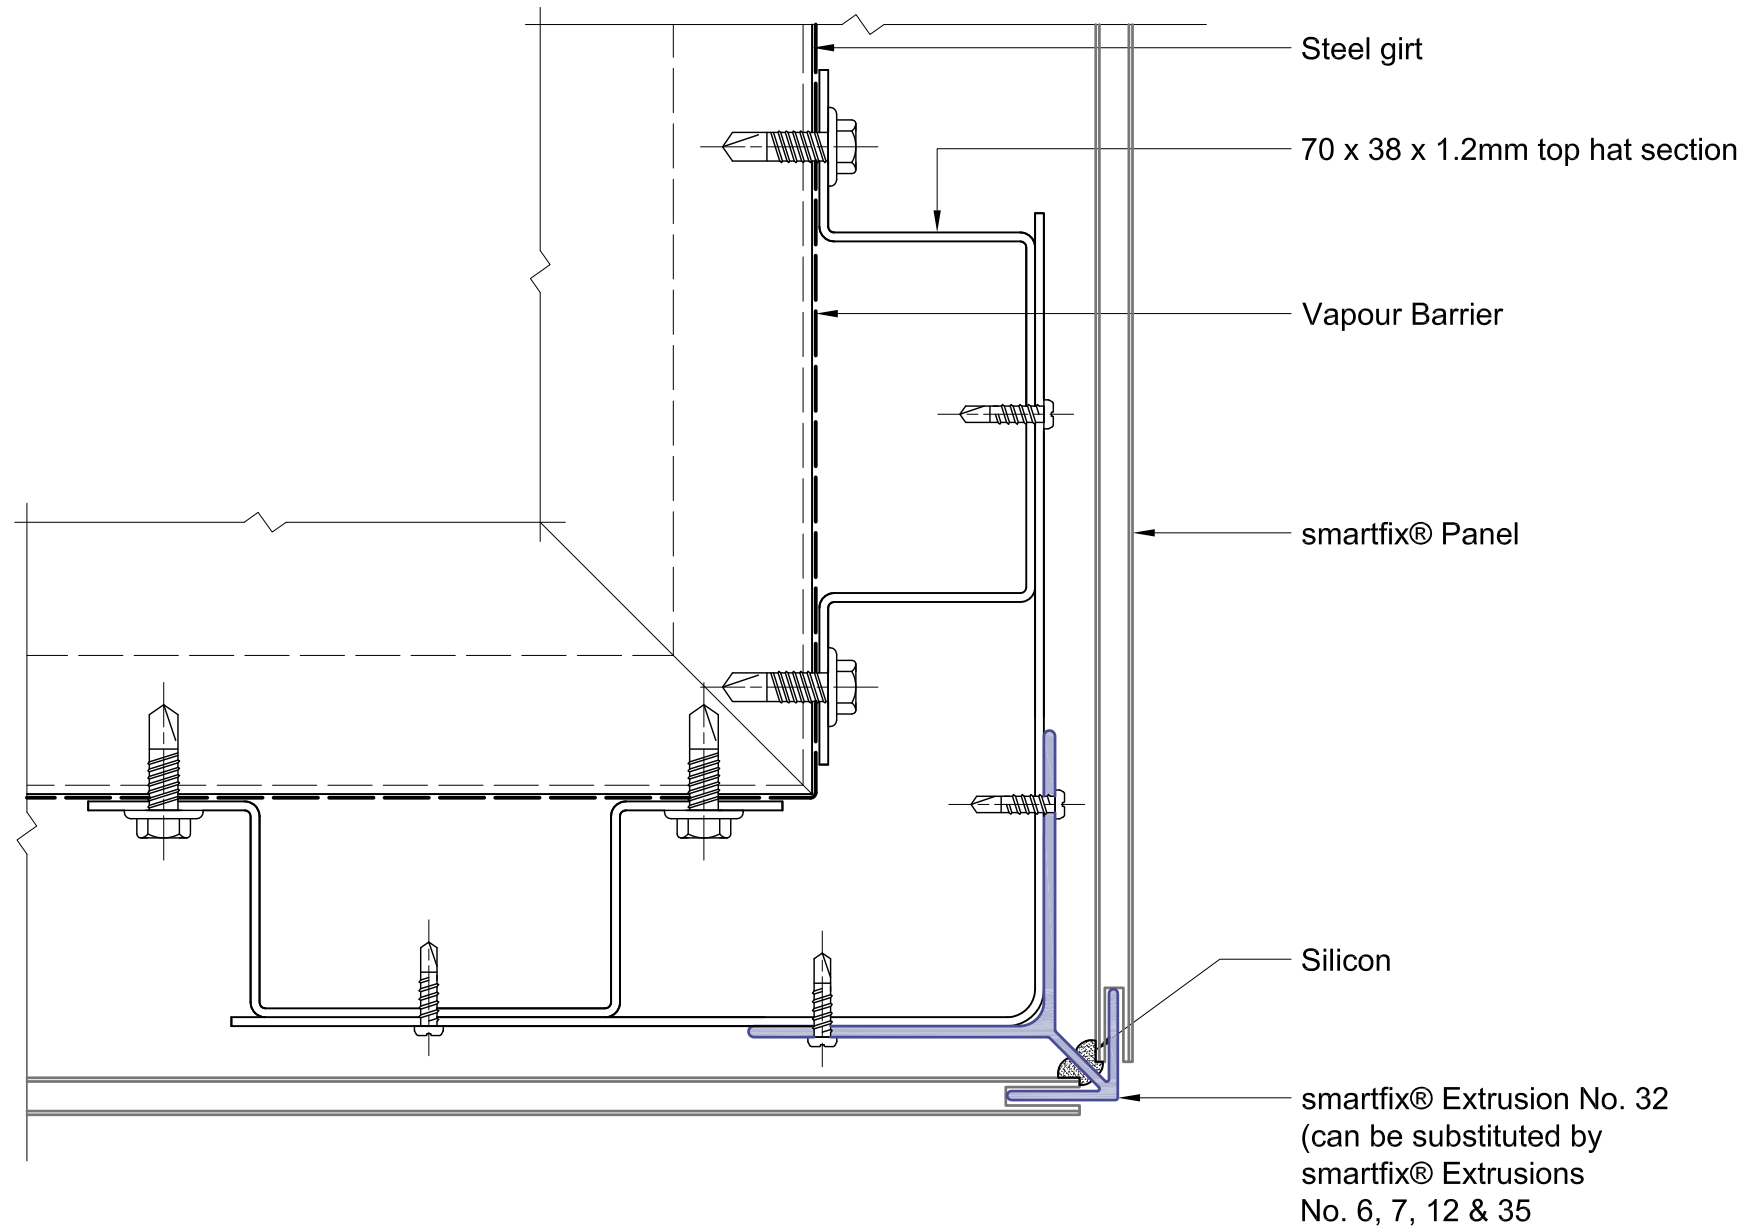 Steel girt
70 x 38 x 1.2mm top hat section
Vapour Barrier
smartfix® Panel
Silicon
smartfix® Extrusion No. 32
(can be substituted by
smartfix® Extrusions
No. 6, 7, 12 & 35